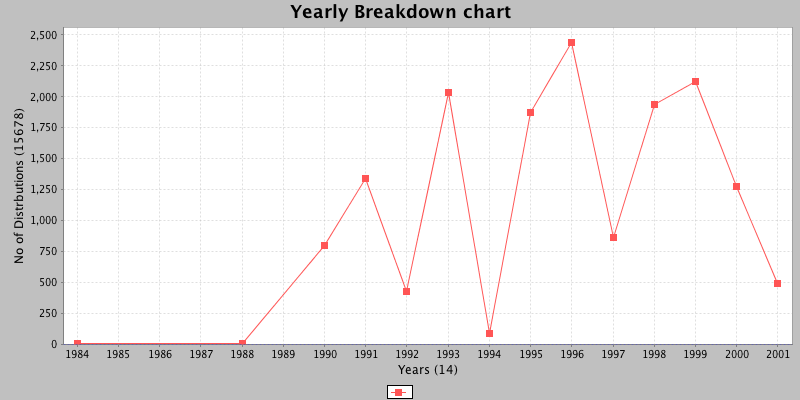 Yearly Breakdown chart
No of Distrbutions (15678)
2,500
2,250
2,000
1,750
1,500
1,250
1,000
750
500
250
0
1984 1985 1986 1987 1988 1989 1990 1991 1992 1993 1994 1995 1996 1997 1998 1999 2000 2001
Years (14)